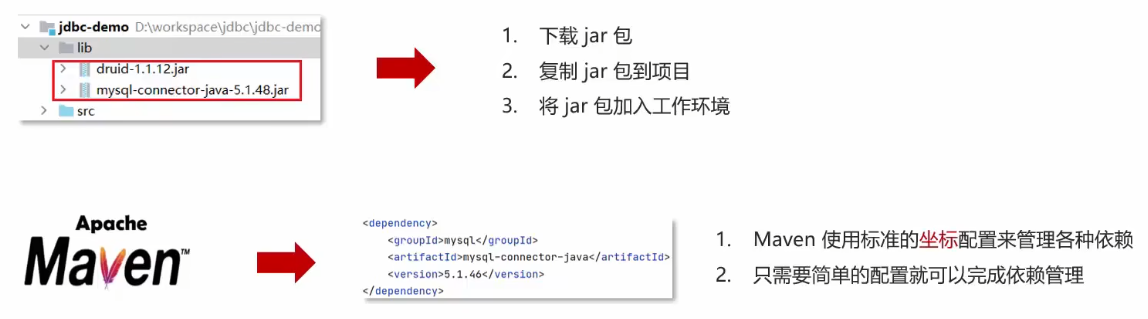 jdbc-demo D:\workspace\jdbc\jdbc-demo
lib
druid-1.1.12.jar
mysql-connector-java-5.1.48.jar
src
1. 下载 jar 包
2. 复制 jar 包到项目
3. 将 jar 包加入工作环境
Apache
Maven™
<dependency>
<groupId>mysql</groupId>
<artifactId>mysql-connector-java</artifactId>
<version>5.1.46</version>
</dependency>
1. Maven 使用标准的坐标配置来管理各种依赖
2. 只需要简单的配置就可以完成依赖管理